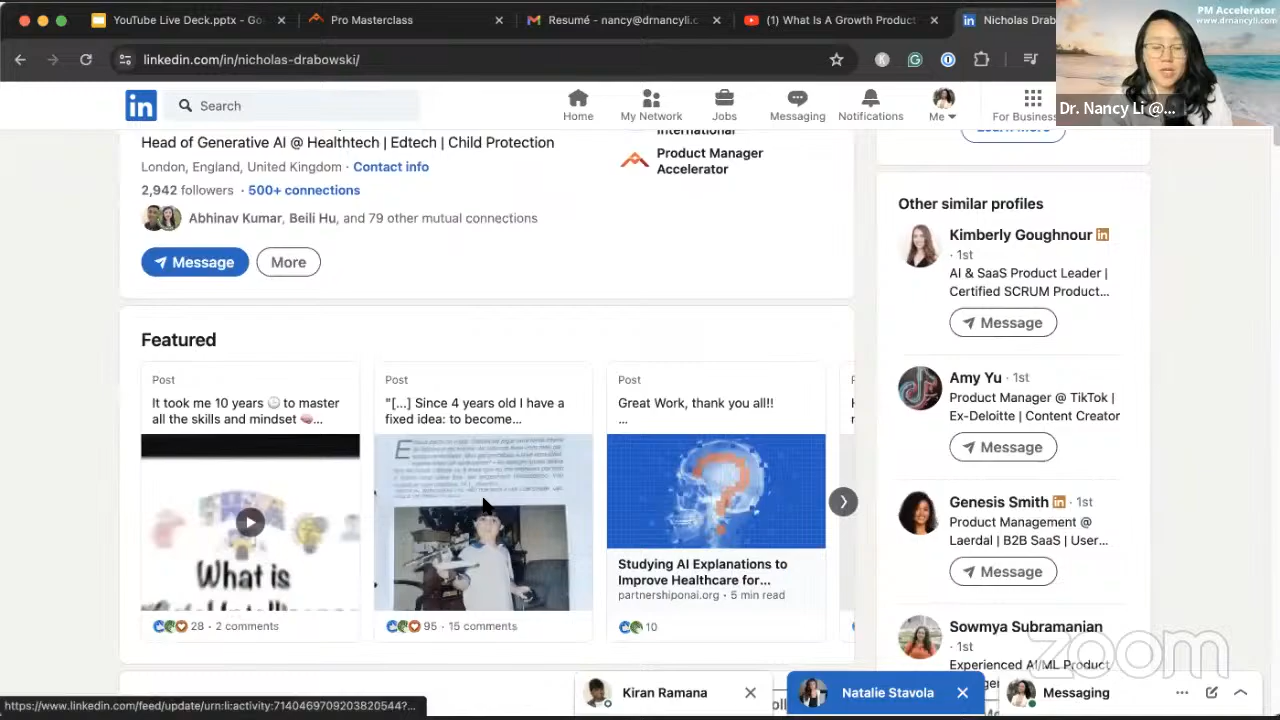 YouTube Live Deck.pptx - Go
Pro Masterclass
Resumé - nancy@drnancyli.c
(1) What Is A Growth Product
Nicholas Drab
PM Accelerator
www.drnancyli.com
linkedin.com/in/nicholas-drabowski/
Dr. Nancy Li @...
Search
Home
My Network
Jobs
Messaging
Notifications
Me
For Business
Head of Generative AI @ Healthtech | Edtech | Child Protection
London, England, United Kingdom · Contact info
2,942 followers · 500+ connections
Abhinav Kumar, Beili Hu, and 79 other mutual connections
Message
More
International
Product Manager
Accelerator
Learn more
Featured
Post
It took me 10 years to master
all the skills and mindset ...
What is
28 · 2 comments
Post
"[...] Since 4 years old I have a
fixed idea: to become...
95 · 15 comments
Post
Great Work, thank you all!!
...
Studying AI Explanations to
Improve Healthcare for...
partnershiponai.org · 5 min read
10
Other similar profiles
Kimberly Goughnour
· 1st
AI & SaaS Product Leader |
Certified SCRUM Product...
Message
Amy Yu · 1st
Product Manager @ TikTok |
Ex-Deloitte | Content Creator
Message
Genesis Smith · 1st
Product Management @
Laerdal | B2B SaaS | User...
Message
Sowmya Subramanian
· 1st
Experienced AI/ML Product
zoom
https://www.linkedin.com/feed/update/urn:li:activity:7140469709203820544?...
Kiran Ramana
Natalie Stavola
Messaging